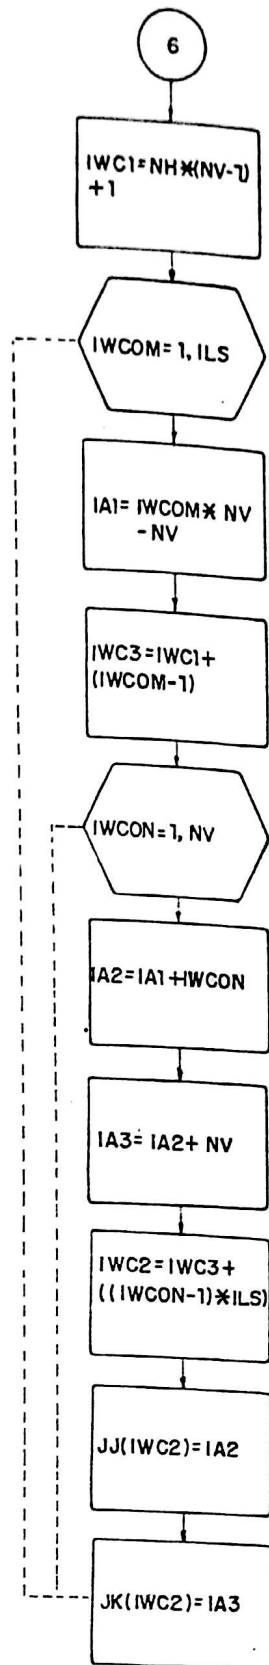 6
IWC1=NH*(NV-1)
+1
IWCOM=1, ILS
IA1=IWCOM* NV
-NV
IWC3=IWC1+
(IWCOM-1)
IWCON=1, NV
IA2=IA1+IWCON
IA3=IA2+ NV
IWC2=IWC3+
((IWCON-1)*ILS)
JJ(IWC2)=IA2
JK(IWC2)=IA3